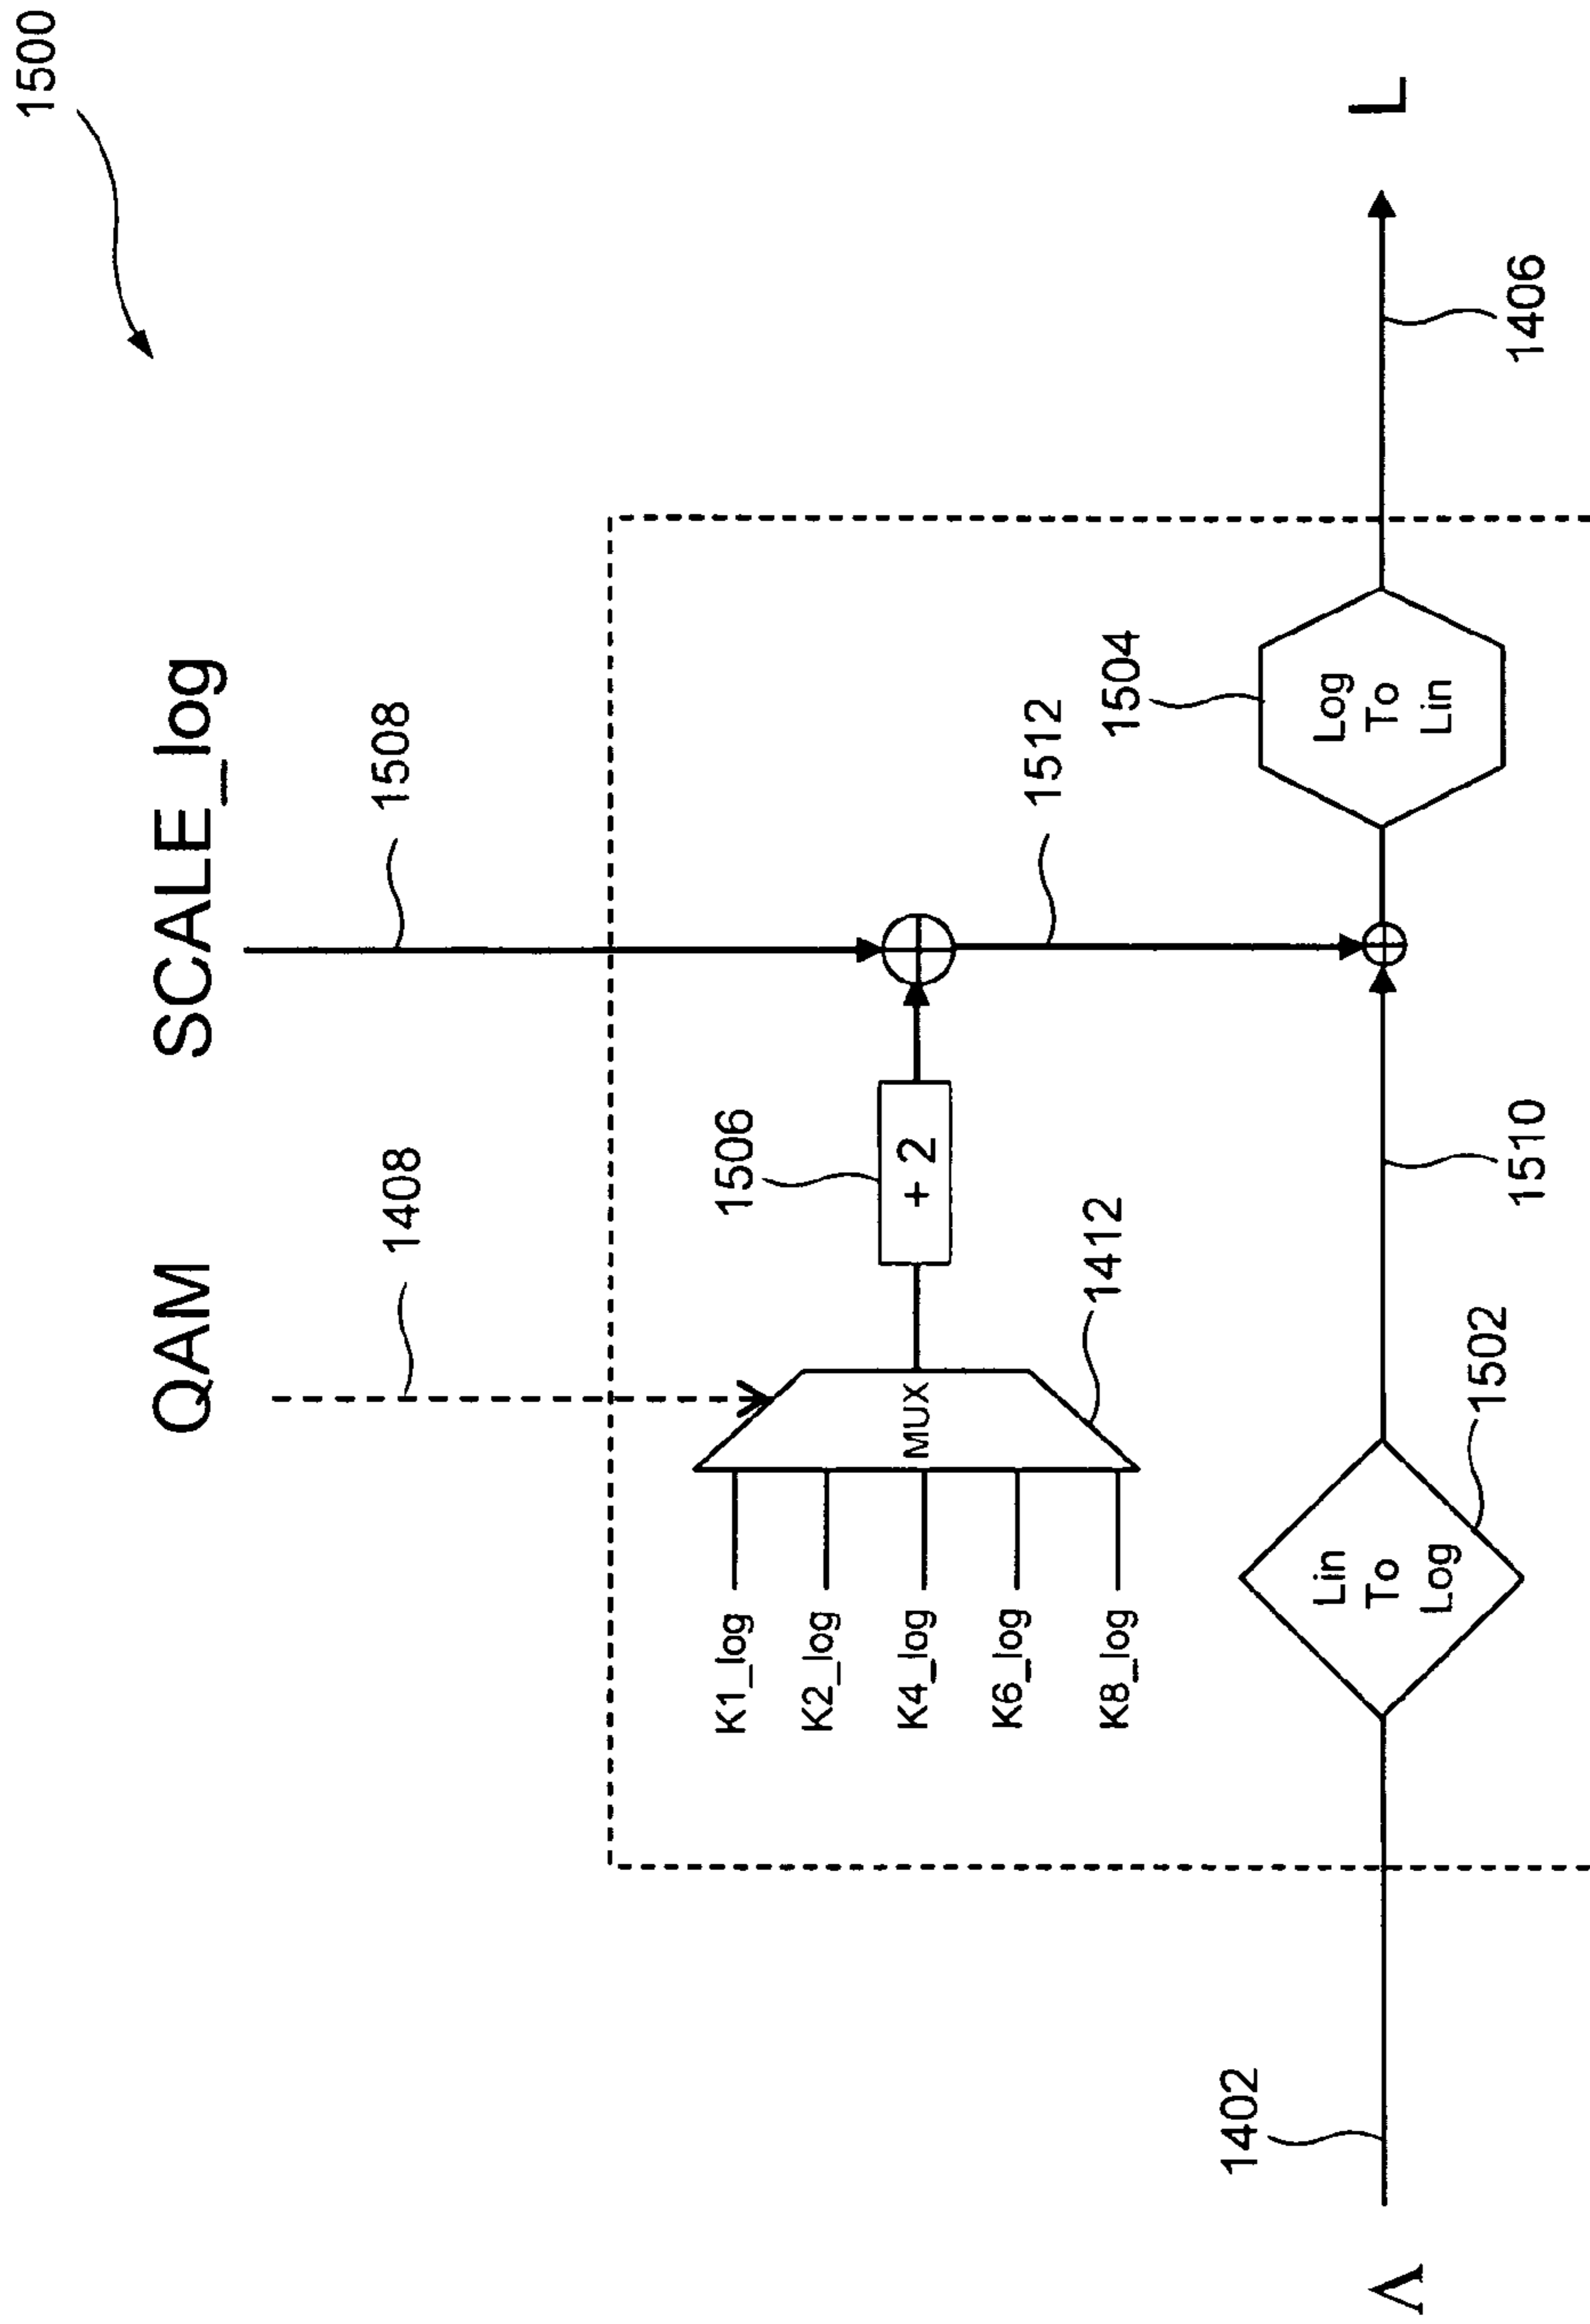 1500
QAM
SCALE_log
1408
1508
K1_log
K2_log
K4_log
K6_log
K8_log
MUX
1506
+ 2
1412
1512
1504
Λ
1402
Lin
To
Log
1502
1510
Log
To
Lin
1406
L